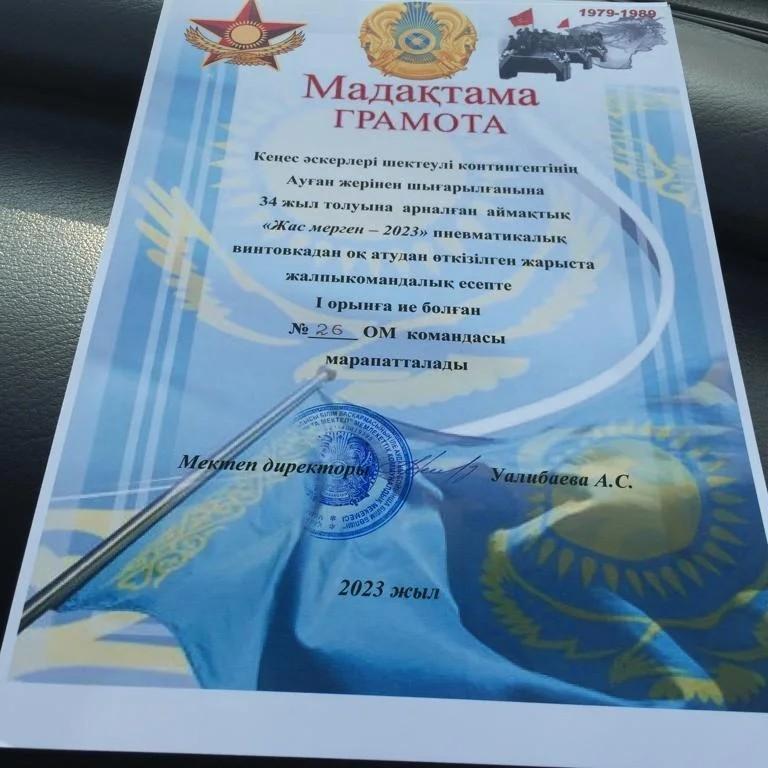 1979-1989
Мадақтама
ГРАМОТА
Кеңес әскерлері шектеулі контингентінің
Ауған жерінен шығарылғанына
34 жыл толуына арналған аймақтық
«Жас мерген – 2023» пневматикалық
винтовкадан оқ атудан өткізілген жарыста
жалпыкомандалық есепте
І орынға ие болған
№ 26 ОМ командасы
марапатталады
Мектеп директоры Уалибаева А.С.
2023 жыл